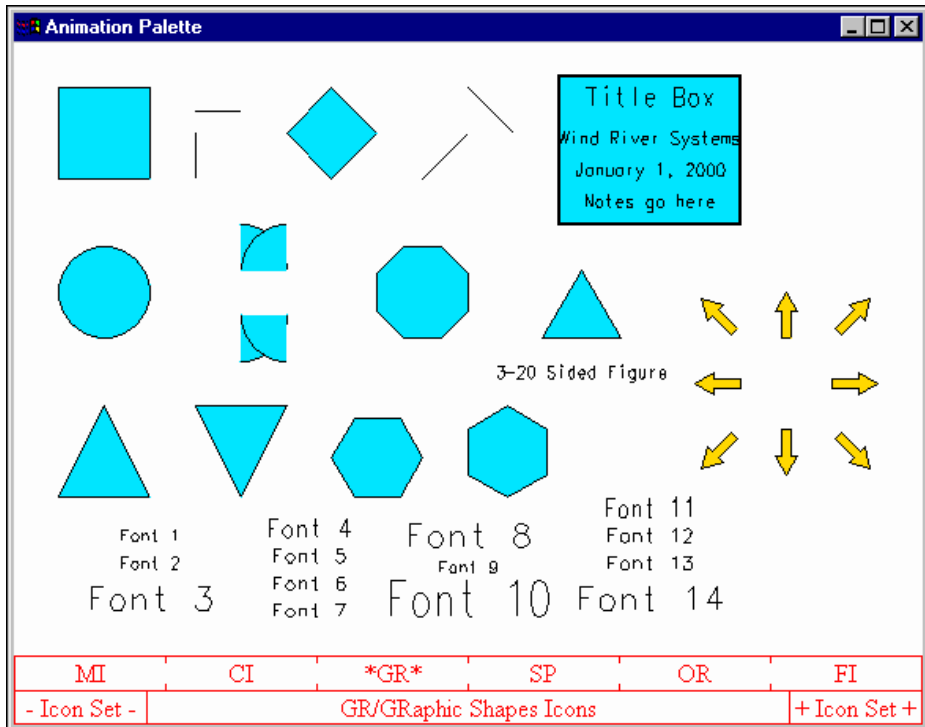 Animation Palette
Title Box
Wind River Systems
January 1, 2000
Notes go here
3-20 Sided Figure
Font 1
Font 2
Font 3
Font 4
Font 5
Font 6
Font 7
Font 8
Font 9
Font 10
Font 11
Font 12
Font 13
Font 14
MI CI *GR* SP OR FI
- Icon Set - GR/GRaphic Shapes Icons + Icon Set +